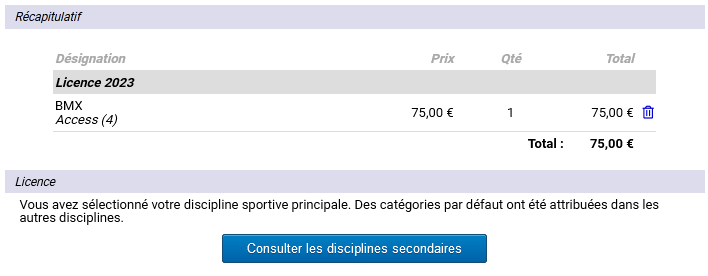 Récapitulatif
Désignation Prix Qté Total
Licence 2023
BMX 75,00 € 1 75,00 €
Access (4)
Total : 75,00 €
Licence
Vous avez sélectionné votre discipline sportive principale. Des catégories par défaut ont été attribuées dans les
autres disciplines.
Consulter les disciplines secondaires